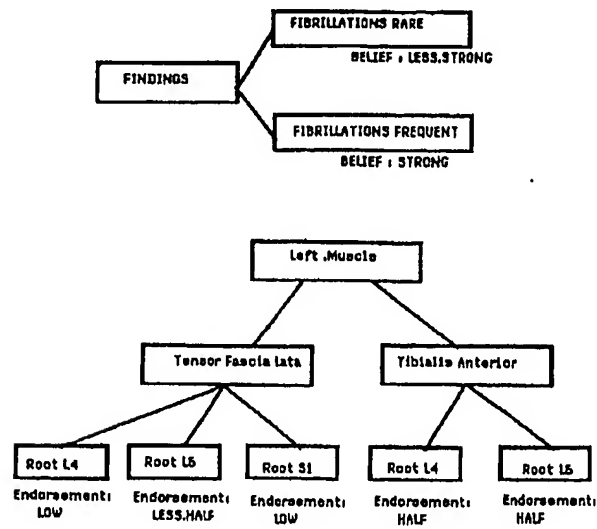 FIBRILLATIONS RARE
BELIEF : LESS.STRONG
FINDINGS
FIBRILLATIONS FREQUENT
BELIEF : STRONG
Left .Muscle
Tensor Fascia Lata
Tibialis Anterior
Root L4
Root L5
Root S1
Root L4
Root L5
Endorsement: Endorsement: Endorsement: Endorsement: Endorsement:
LOW LESS.HALF LOW HALF HALF